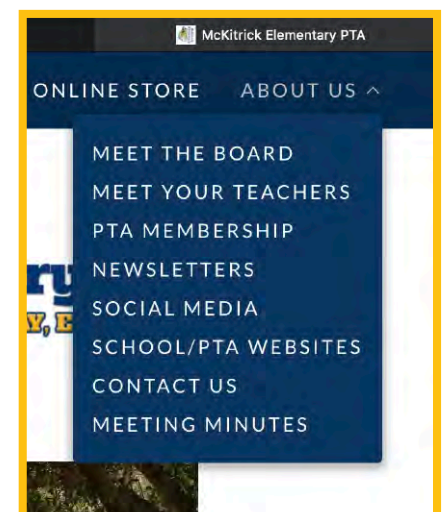 McKitrick Elementary PTA
ONLINE STORE ABOUT US
MEET THE BOARD
MEET YOUR TEACHERS
PTA MEMBERSHIP
NEWSLETTERS
SOCIAL MEDIA
SCHOOL/PTA WEBSITES
CONTACT US
MEETING MINUTES